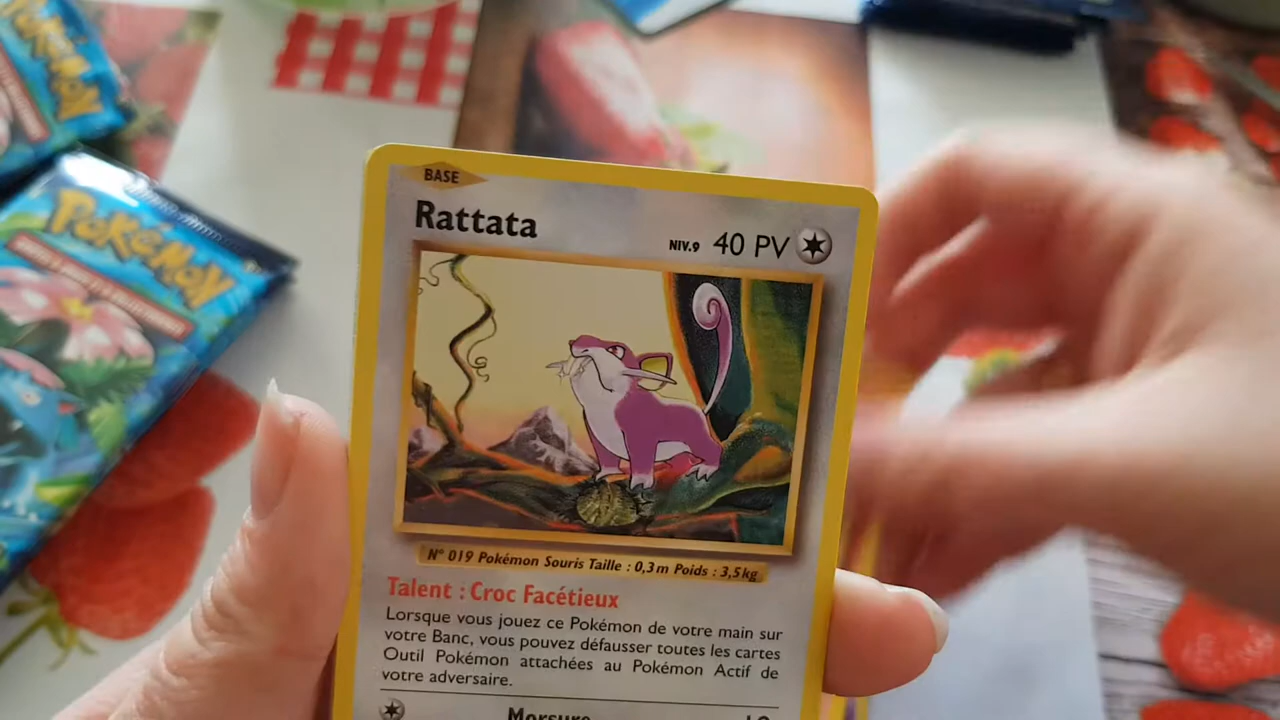 Pokémon
Pokémon
BASE
Rattata
NIV.9 40 PV
N° 019 Pokémon Souris Taille : 0,3 m Poids : 3,5 kg
Talent : Croc Facétieux
Lorsque vous jouez ce Pokémon de votre main sur
votre Banc, vous pouvez défausser toutes les cartes
Outil Pokémon attachées au Pokémon Actif de
votre adversaire.
Morsure